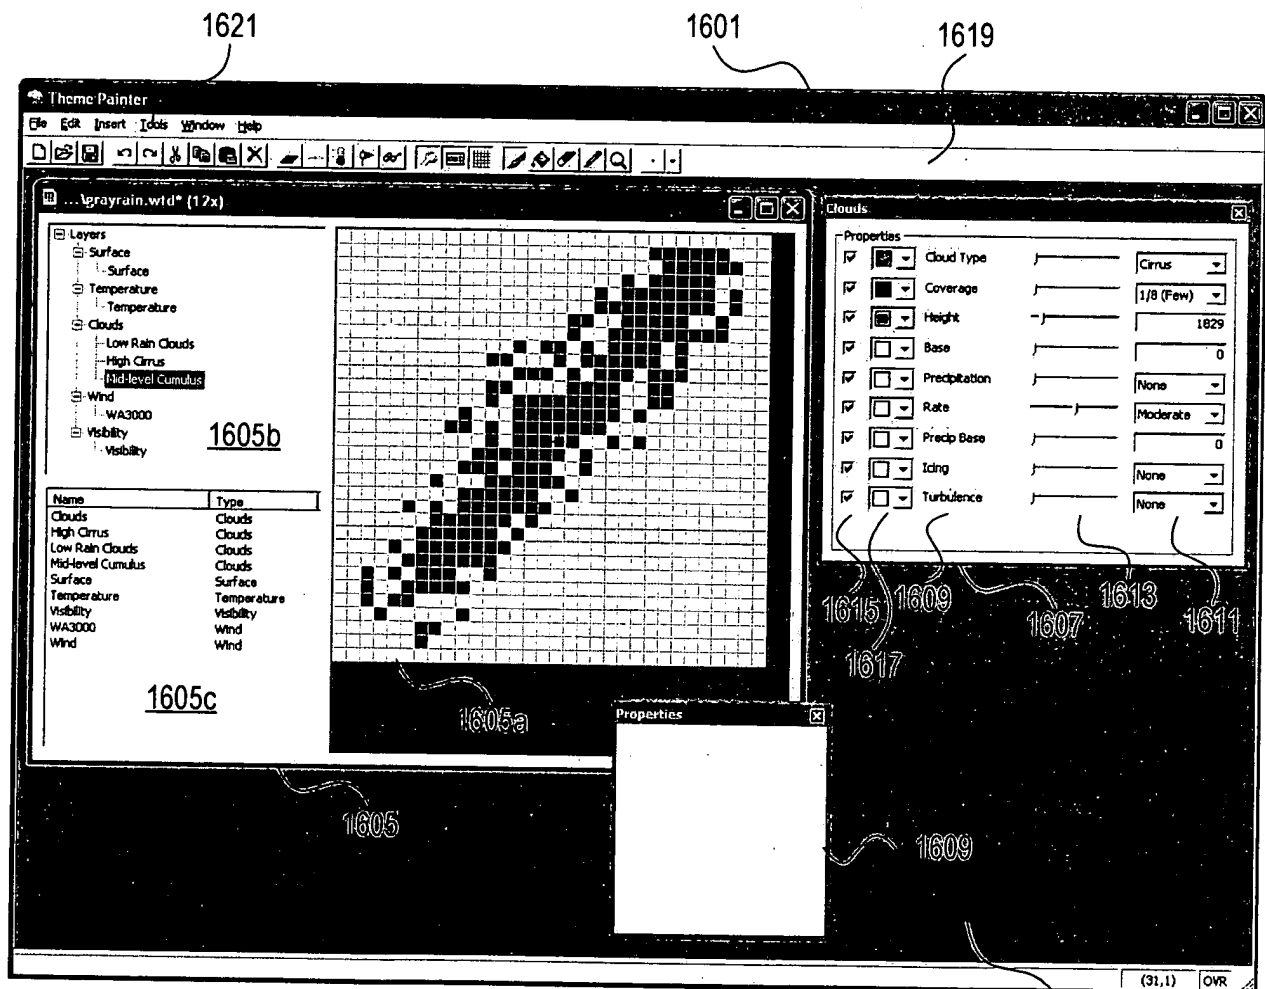 1621
1601
1619
Theme Painter
File Edit Insert Tools Window Help
...\grayrain.wtd* (12x)
Layers
Surface
Surface
Temperature
Temperature
Clouds
Low Rain Clouds
High Cirrus
Mid-level Cumulus
Wind
WA3000
Visibility
Visibility
1605b
Name Type
Clouds Clouds
High Cirrus Clouds
Low Rain Clouds Clouds
Mid-level Cumulus Clouds
Surface Surface
Temperature Temperature
Visibility Visibility
WA3000 Wind
Wind Wind
1605c
1605a
1605
Clouds
Properties
Cloud Type Cirrus
Coverage 1/8 (Few)
Height 1829
Base 0
Precipitation None
Rate Moderate
Precip Base 0
Icing None
Turbulence None
1615
1609
1613
1607
1611
1617
Properties
1609
(31,1) OVR